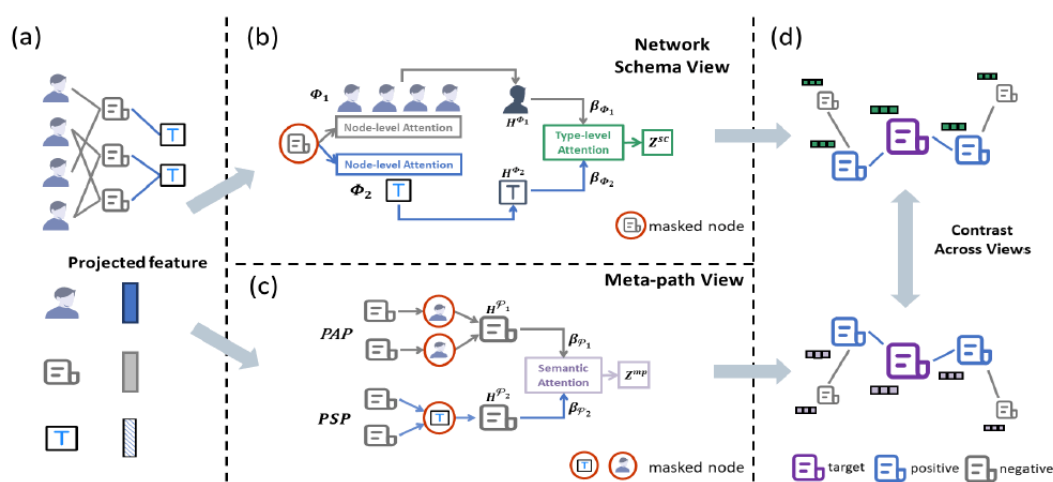 (a)
Projected feature
T
T
T
(b)
Network
Schema View
Φ₁
Node-level Attention
Node-level Attention
Φ₂
T
H^Φ₁
H^Φ₂
T
β_Φ₁
β_Φ₂
Type-level
Attention
Z^sc
masked node
(c)
Meta-path View
PAP
PSP
T
H^𝒫₁
H^𝒫₂
β_𝒫₁
β_𝒫₂
Semantic
Attention
Z^mp
T
masked node
(d)
Contrast
Across Views
target
positive
negative